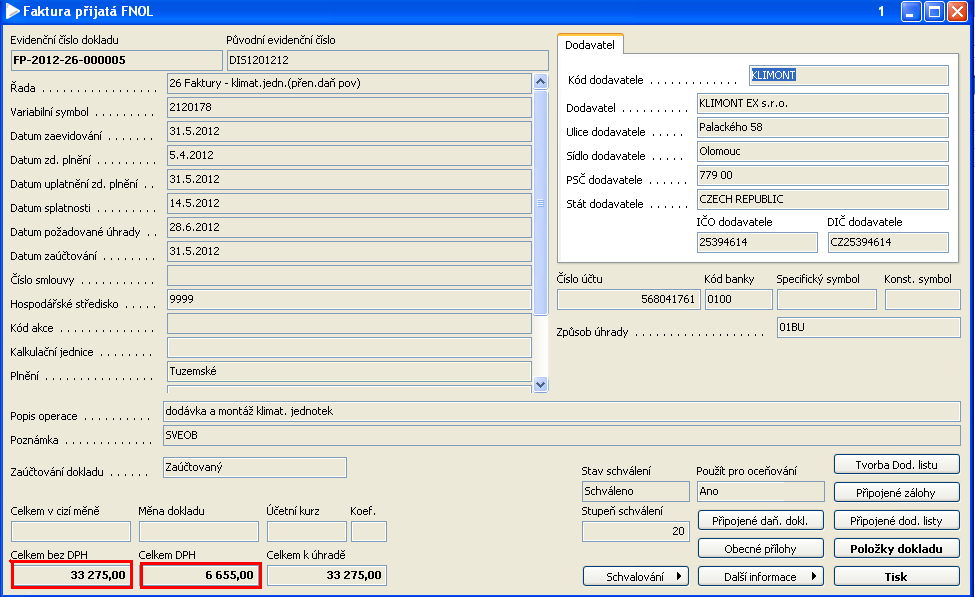 Faktura přijatá FNOL 1
Evidenční číslo dokladu Původní evidenční číslo
FP-2012-26-000005 DIS1201212
Řada . . . . . . . . . . . . . . . . . 26 Faktury - klimat.jedn.(přen.daň pov)
Variabilní symbol . . . . . . . . . 2120178
Datum zaevidování . . . . . . . 31.5.2012
Datum zd. plnění . . . . . . . . . 5.4.2012
Datum uplatnění zd. plnění . . 31.5.2012
Datum splatnosti . . . . . . . . . 14.5.2012
Datum požadované úhrady . . 28.6.2012
Datum zaúčtování . . . . . . . . 31.5.2012
Číslo smlouvy . . . . . . . . . . .
Hospodářské středisko . . . . . 9999
Kód akce . . . . . . . . . . . . . .
Kalkulační jednice . . . . . . . .
Plnění . . . . . . . . . . . . . . . . Tuzemské
Dodavatel
Kód dodavatele . . . . . . . . . . . . KLIMONT
Dodavatel . . . . . . . . . KLIMONT EX s.r.o.
Ulice dodavatele . . . . . Palackého 58
Sídlo dodavatele . . . . . Olomouc
PSČ dodavatele . . . . . . 779 00
Stát dodavatele . . . . . . CZECH REPUBLIC
IČO dodavatele DIČ dodavatele
25394614 CZ25394614
Číslo účtu Kód banky Specifický symbol Konst. symbol
568041761 0100
Způsob úhrady . . . . . . . . . . . . . . . . . . 01BU
Popis operace . . . . . . . . . dodávka a montáž klimat. jednotek
Poznámka . . . . . . . . . . . . SVEOB
Zaúčtování dokladu . . . . . . Zaúčtovaný
Stav schválení Použít pro oceňování
Schváleno Ano
Stupeň schválení
20
Tvorba Dod. listu
Připojené zálohy
Připojené daň. dokl. Připojené dod. listy
Obecné přílohy Položky dokladu
Schvalování Další informace Tisk
Celkem v cizí měně Měna dokladu Účetní kurz Koef.
Celkem bez DPH Celkem DPH Celkem k úhradě
33 275,00 6 655,00 33 275,00